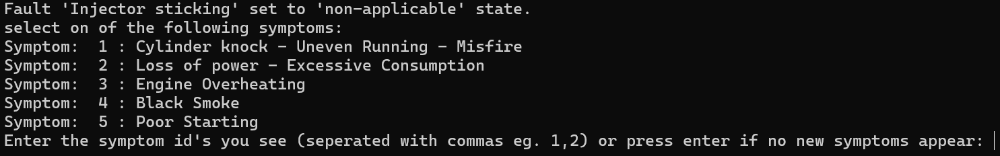 Fault 'Injector sticking' set to 'non-applicable' state.
select on of the following symptoms:
Symptom:  1 : Cylinder knock - Uneven Running - Misfire
Symptom:  2 : Loss of power - Excessive Consumption
Symptom:  3 : Engine Overheating
Symptom:  4 : Black Smoke
Symptom:  5 : Poor Starting
Enter the symptom id's you see (seperated with commas eg. 1,2) or press enter if no new symptoms appear: